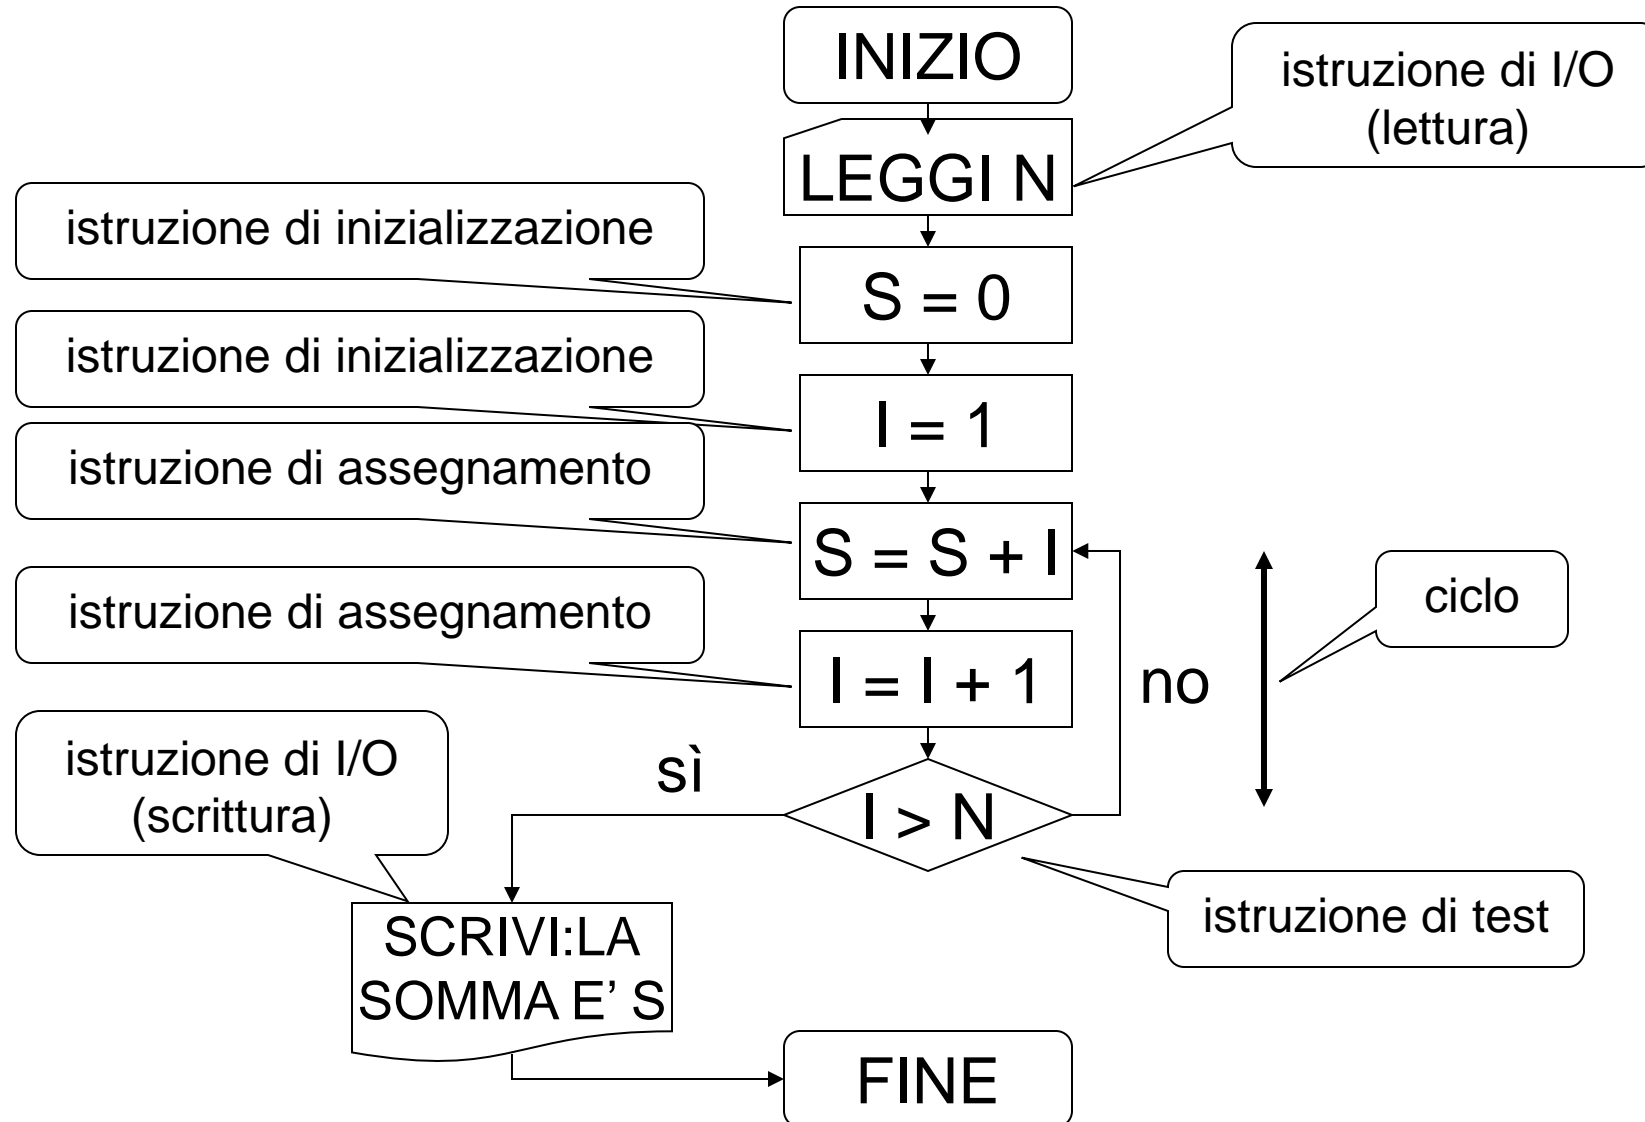 INIZIO
istruzione di I/O
(lettura)
LEGGI N
istruzione di inizializzazione
S = 0
istruzione di inizializzazione
I = 1
istruzione di assegnamento
S = S + I
ciclo
istruzione di assegnamento
I = I + 1
no
istruzione di I/O
(scrittura)
sì
I > N
istruzione di test
SCRIVI:LA
SOMMA E’ S
FINE